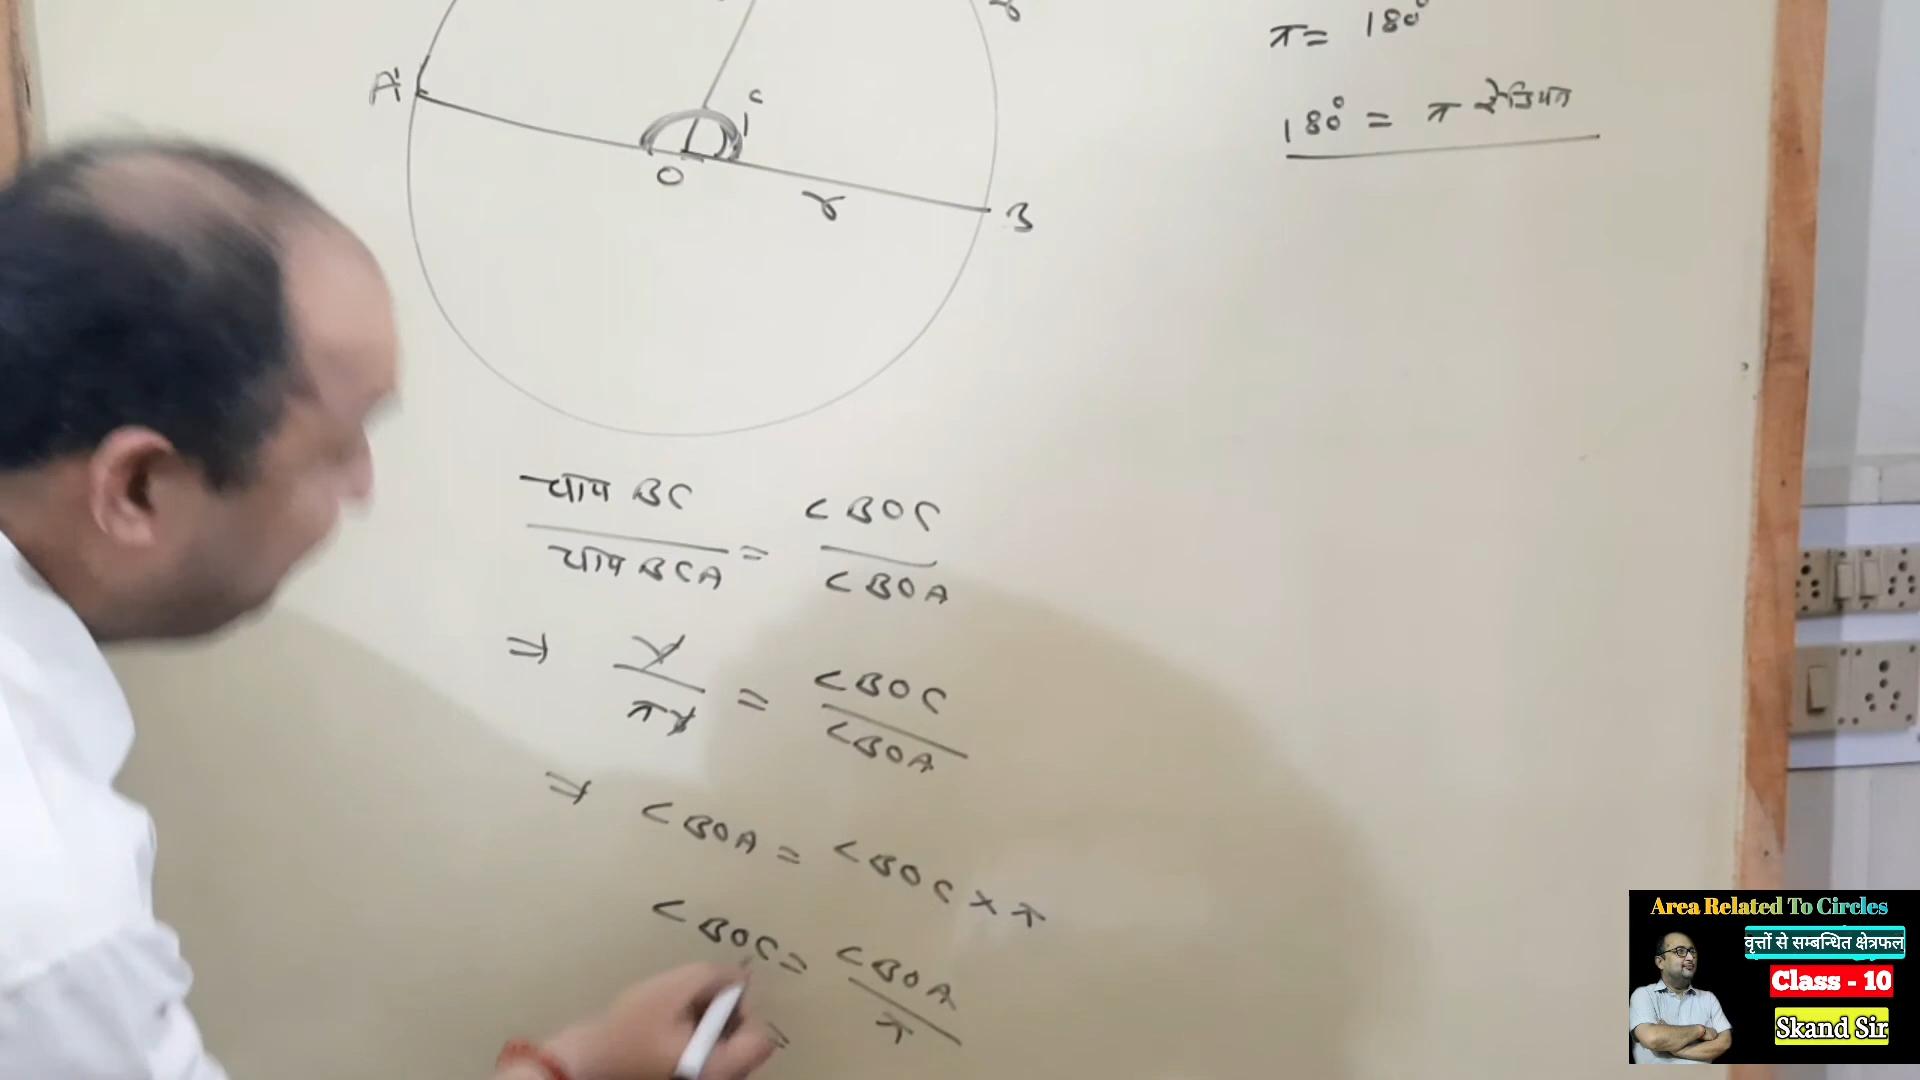 π = 180°
180° = π रेडियन
A
c
1
O
r
B
चाप BC / चाप BCA = ∠BOC / ∠BOA
⇒ r / πr = ∠BOC / ∠BOA
⇒ ∠BOA = ∠BOC × π
∠BOC = ∠BOA / π
=
Area Related To Circles
वृत्तों से सम्बन्धित क्षेत्रफल
Class - 10
Skand Sir